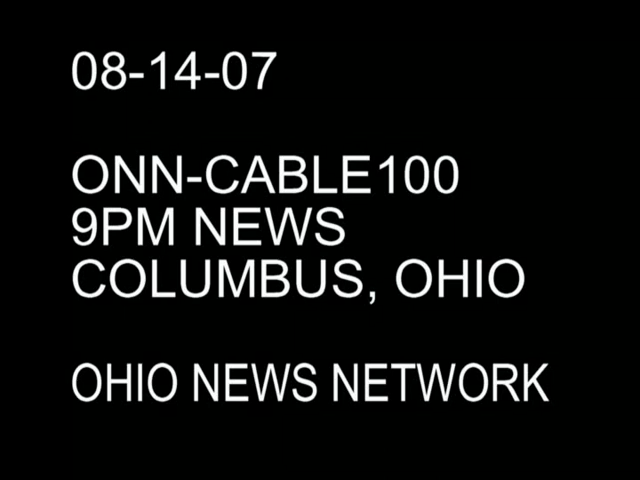 08-14-07
ONN-CABLE100
9PM NEWS
COLUMBUS, OHIO
OHIO NEWS NETWORK